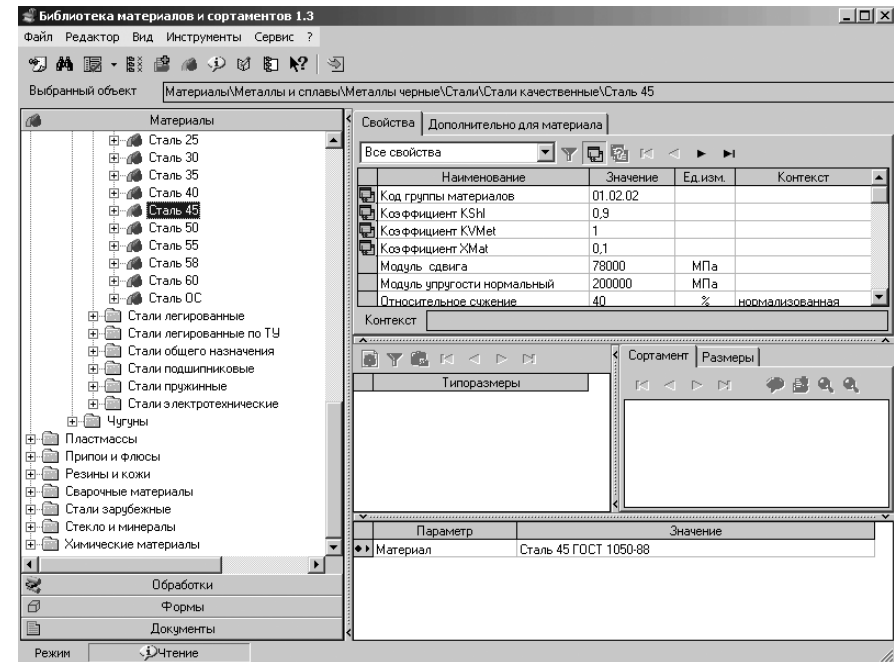 Библиотека материалов и сортаментов 1.3
Файл Редактор Вид Инструменты Сервис ?
Выбранный объект Материалы\Металлы и сплавы\Металлы черные\Стали\Стали качественные\Сталь 45
Материалы
Сталь 25
Сталь 30
Сталь 35
Сталь 40
Сталь 45
Сталь 50
Сталь 55
Сталь 58
Сталь 60
Сталь ОС
Стали легированные
Стали легированные по ТУ
Стали общего назначения
Стали подшипниковые
Стали пружинные
Стали электротехнические
Чугуны
Пластмассы
Припои и флюсы
Резины и кожи
Сварочные материалы
Стали зарубежные
Стекло и минералы
Химические материалы
Обработки
Формы
Документы
Свойства Дополнительно для материала
Все свойства
Наименование Значение Ед.изм. Контекст
Код группы материалов 01.02.02
Коэффициент KShl 0,9
Коэффициент KVMet 1
Коэффициент XMat 0,1
Модуль сдвига 78000 МПа
Модуль упругости нормальный 200000 МПа
Относительное сужение 40 % нормализованная
Контекст
Типоразмеры
Сортамент Размеры
Параметр Значение
Материал Сталь 45 ГОСТ 1050-88
Режим Чтение